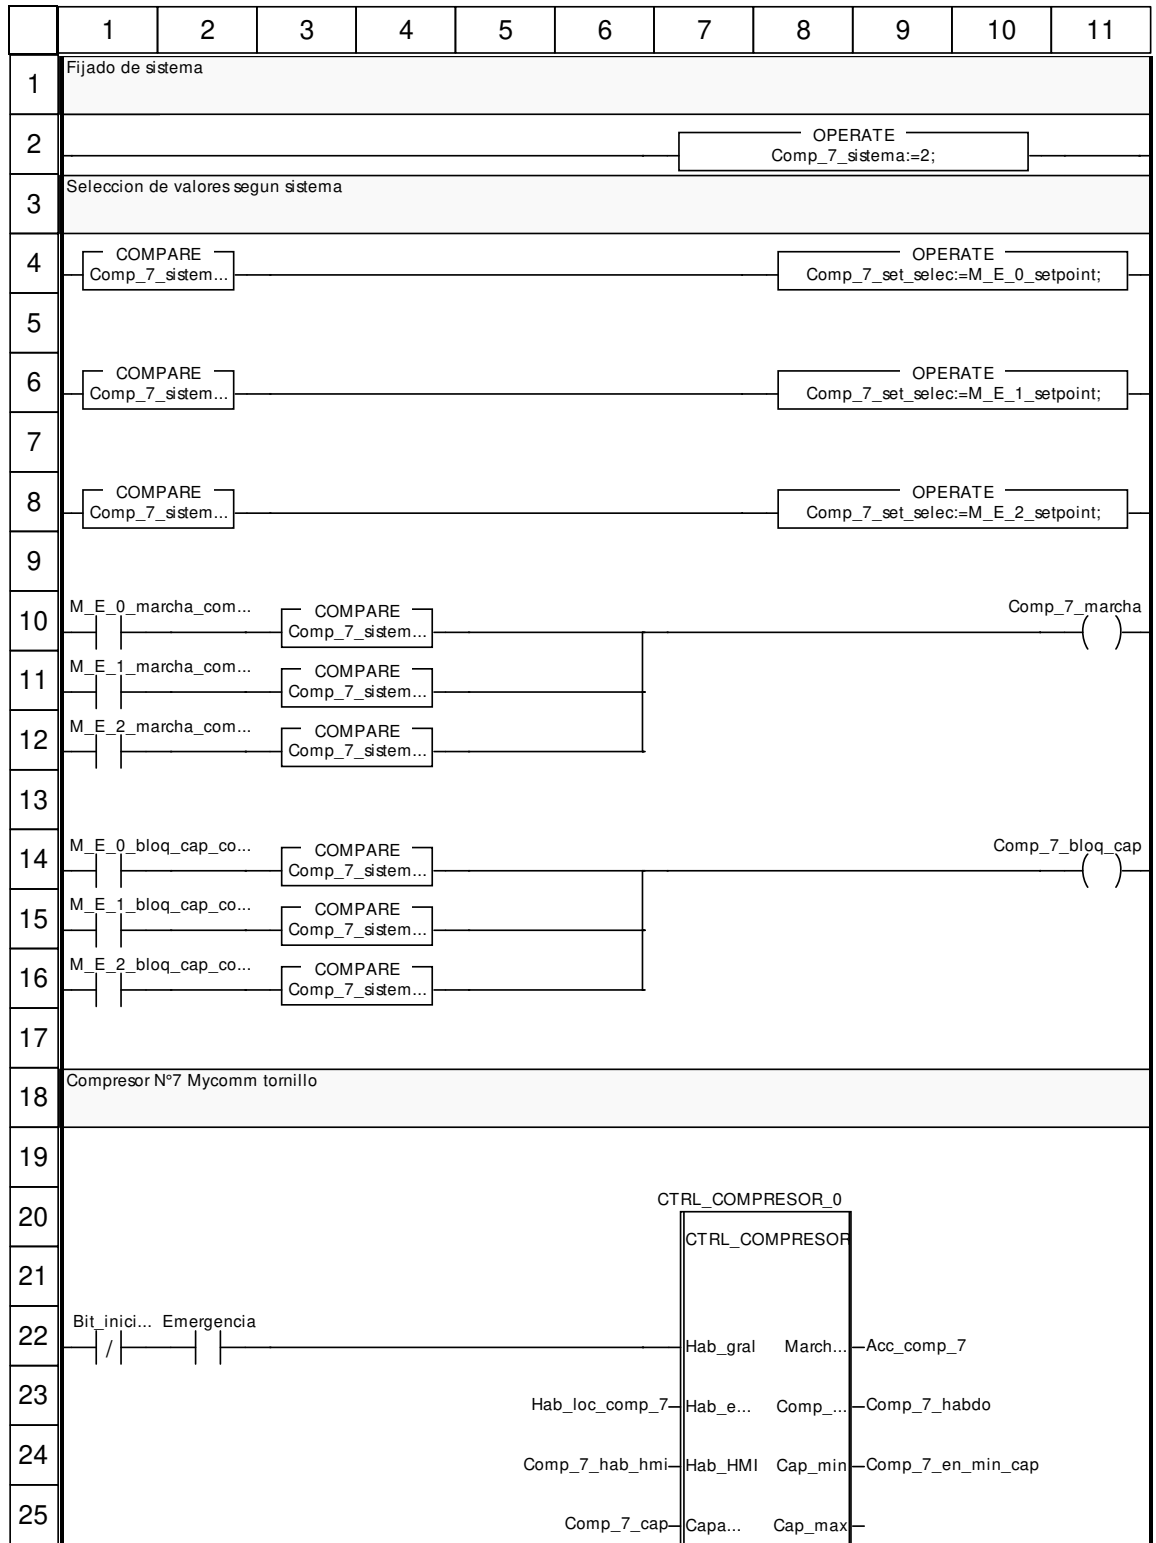 1 2 3 4 5 6 7 8 9 10 11
1 Fijado de sistema
2 OPERATE
Comp_7_sistema:=2;
3 Seleccion de valores segun sistema
4 COMPARE OPERATE
Comp_7_sistem... Comp_7_set_selec:=M_E_0_setpoint;
5
6 COMPARE OPERATE
Comp_7_sistem... Comp_7_set_selec:=M_E_1_setpoint;
7
8 COMPARE OPERATE
Comp_7_sistem... Comp_7_set_selec:=M_E_2_setpoint;
9
M_E_0_marcha_com... Comp_7_marcha
10 COMPARE
Comp_7_sistem...
M_E_1_marcha_com...
11 COMPARE
Comp_7_sistem...
M_E_2_marcha_com...
12 COMPARE
Comp_7_sistem...
13
M_E_0_bloq_cap_co... Comp_7_bloq_cap
14 COMPARE
Comp_7_sistem...
M_E_1_bloq_cap_co...
15 COMPARE
Comp_7_sistem...
M_E_2_bloq_cap_co...
16 COMPARE
Comp_7_sistem...
17
18 Compresor N°7 Mycomm tornillo
19
CTRL_COMPRESOR_0
20
CTRL_COMPRESOR
21
Bit_inici... Emergencia
22 / Hab_gral March... Acc_comp_7
23 Hab_loc_comp_7 Hab_e... Comp_... Comp_7_habdo
24 Comp_7_hab_hmi Hab_HMI Cap_min Comp_7_en_min_cap
25 Comp_7_cap Capa... Cap_max